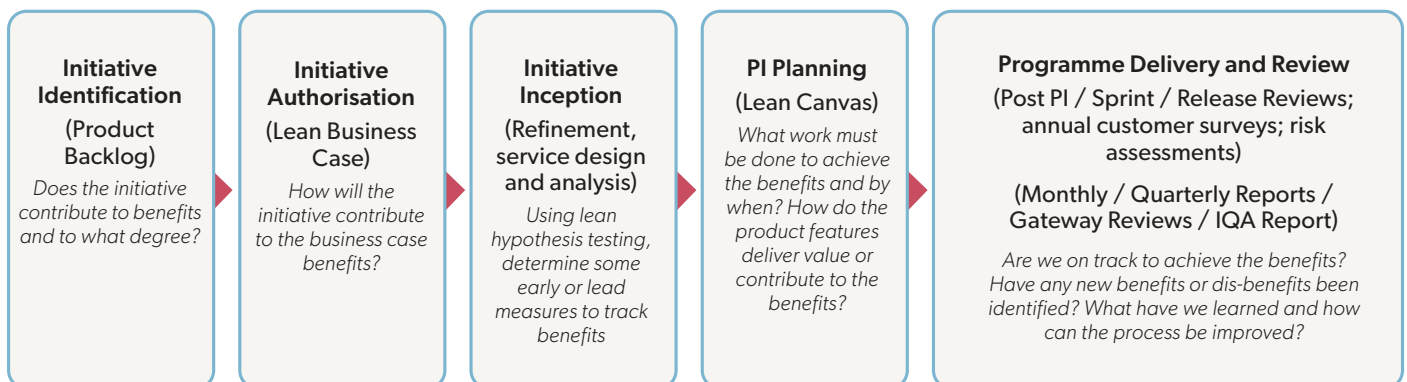 Initiative
Identification
(Product
Backlog)
Does the initiative
contribute to benefits
and to what degree?
Initiative
Authorisation
(Lean Business
Case)
How will the
initiative contribute
to the business case
benefits?
Initiative
Inception
(Refinement,
service design
and analysis)
Using lean
hypothesis testing,
determine some
early or lead
measures to track
benefits
PI Planning
(Lean Canvas)
What work must
be done to achieve
the benefits and by
when? How do the
product features
deliver value or
contribute to the
benefits?
Programme Delivery and Review
(Post PI / Sprint / Release Reviews;
annual customer surveys; risk
assessments)
(Monthly / Quarterly Reports /
Gateway Reviews / IQA Report)
Are we on track to achieve the benefits?
Have any new benefits or dis-benefits been
identified? What have we learned and how
can the process be improved?